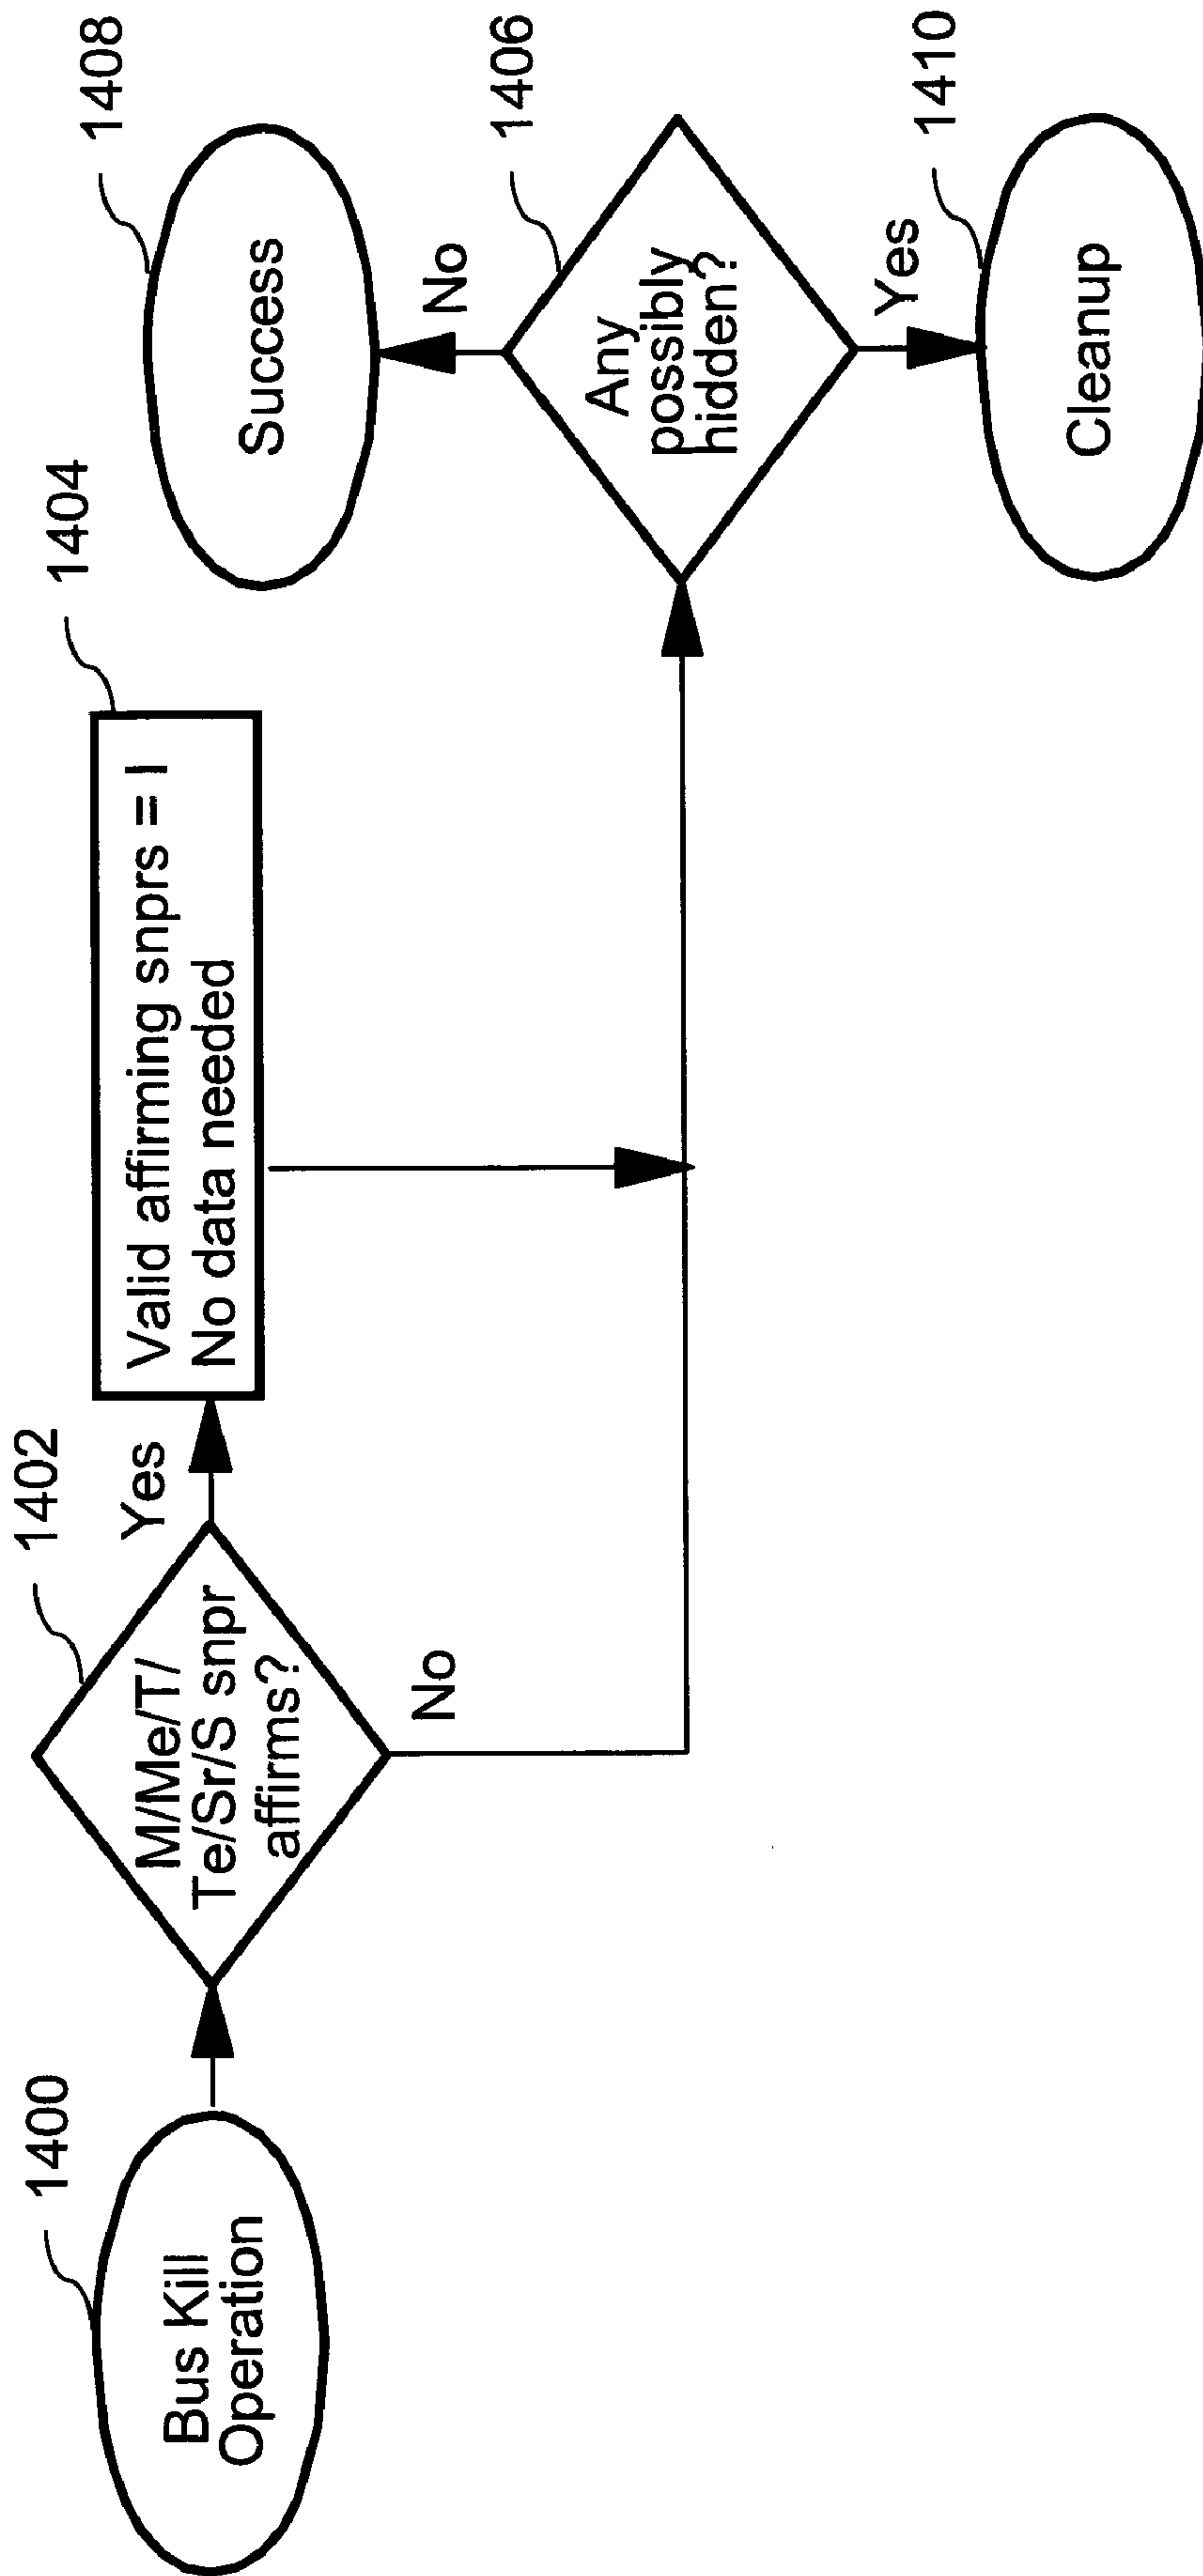 1400
Bus Kill
Operation
1402
M/Me/T/
Te/Sr/S snpr
affirms?
Yes
No
1404
Valid affirming snprs = I
No data needed
1406
Any
possibly
hidden?
No
1408
Success
Yes
1410
Cleanup